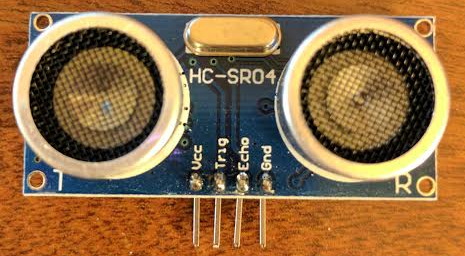 HC-SR04
Vcc
Trig
Echo
Gnd
T
R